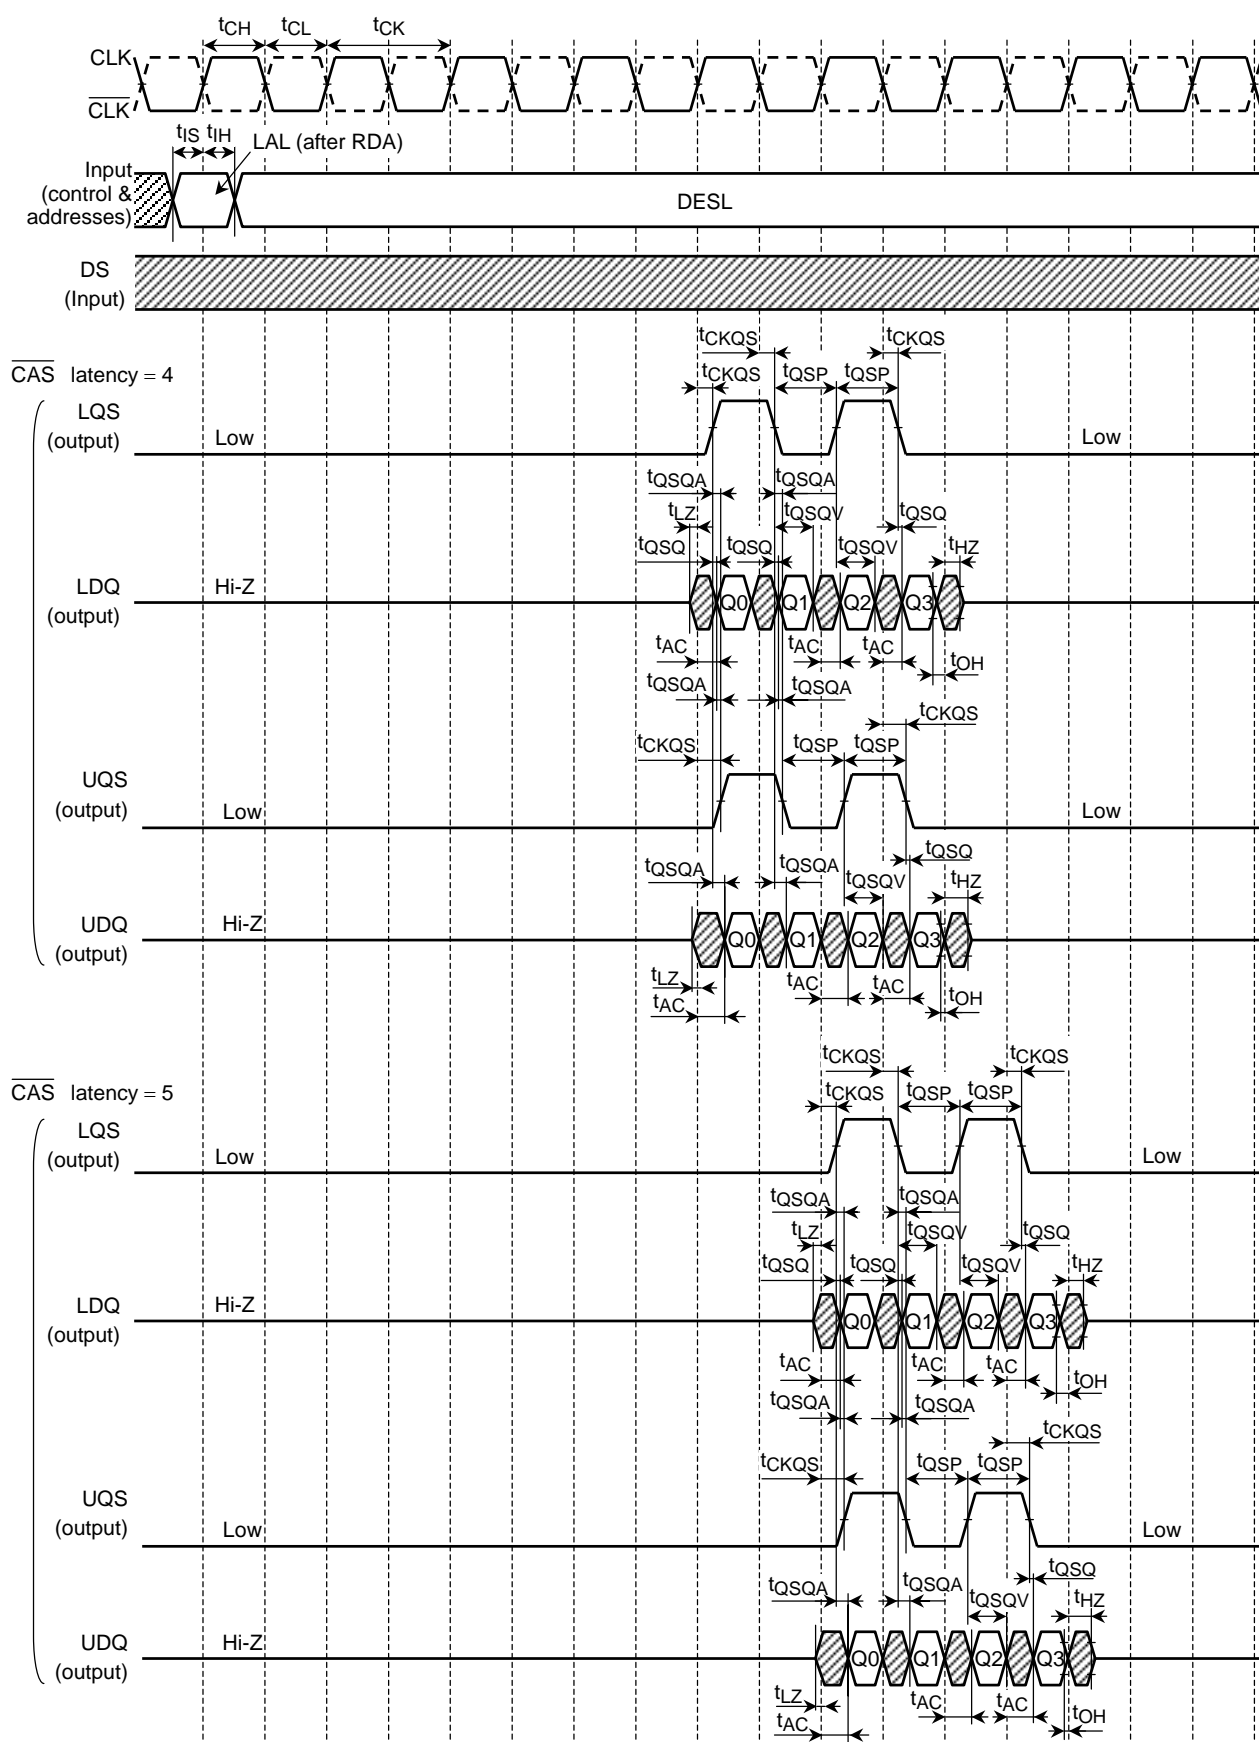 tCH tCL tCK
CLK
CLK
tIS tIH LAL (after RDA)
Input
(control &
addresses)
DESL
DS
(Input)
tCKQS tCKQS
CAS latency = 4
tCKQS tQSP tQSP
LQS
(output)
Low Low
tQSQA tQSQA
tLZ tQSQV tQSQ
tQSQ tQSQ tQSQV tHZ
LDQ
(output)
Hi-Z
Q0 Q1 Q2 Q3
tAC tAC tAC tOH
tQSQA tQSQA
tCKQS
tCKQS tQSP tQSP
UQS
(output)
Low Low
tQSQ
tQSQA tQSQA tQSQV tHZ
UDQ
(output)
Hi-Z
Q0 Q1 Q2 Q3
tLZ tAC tAC tOH
tAC
tCKQS tCKQS
CAS latency = 5
tCKQS tQSP tQSP
LQS
(output)
Low Low
tQSQA tQSQA
tLZ tQSQV tQSQ
tQSQ tQSQ tQSQV tHZ
LDQ
(output)
Hi-Z
Q0 Q1 Q2 Q3
tAC tAC tAC tOH
tQSQA tQSQA
tCKQS
tCKQS tQSP tQSP
UQS
(output)
Low Low
tQSQ
tQSQA tQSQA tQSQV tHZ
UDQ
(output)
Hi-Z
Q0 Q1 Q2 Q3
tLZ tAC tAC tOH
tAC